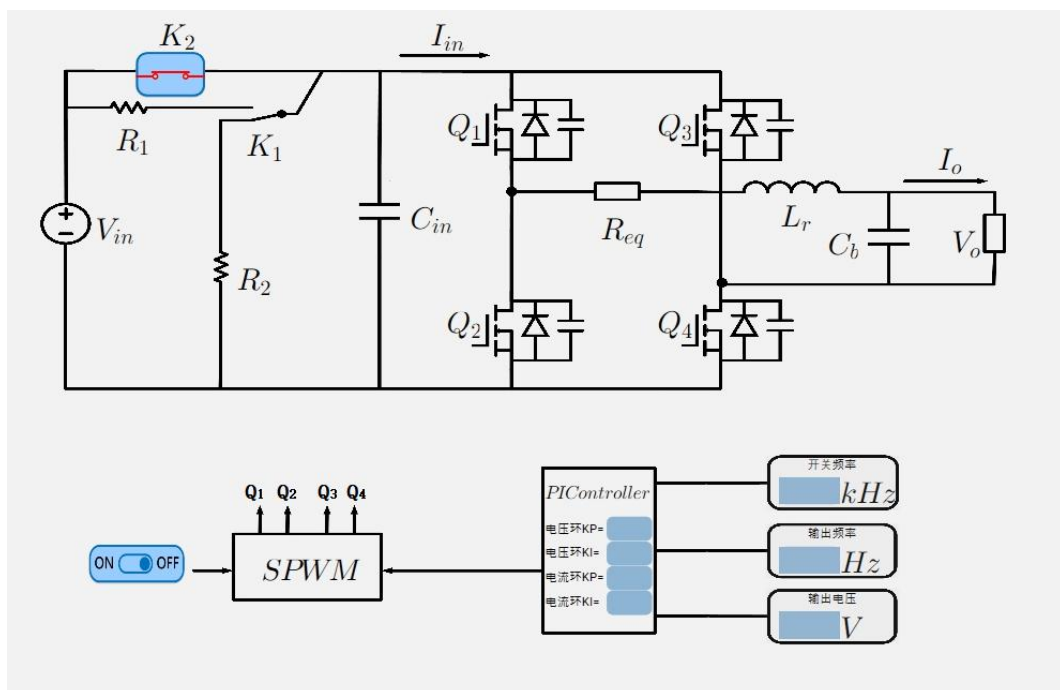 K2
Iin
R1
K1
Q1
Q3
Io
Vin
Cin
Req
Lr
Cb
Vo
R2
Q2
Q4
Q1 Q2 Q3 Q4
ON OFF
SPWM
PIController
电压环KP=
电压环KI=
电流环KP=
电流环KI=
开关频率
kHz
输出频率
Hz
输出电压
V